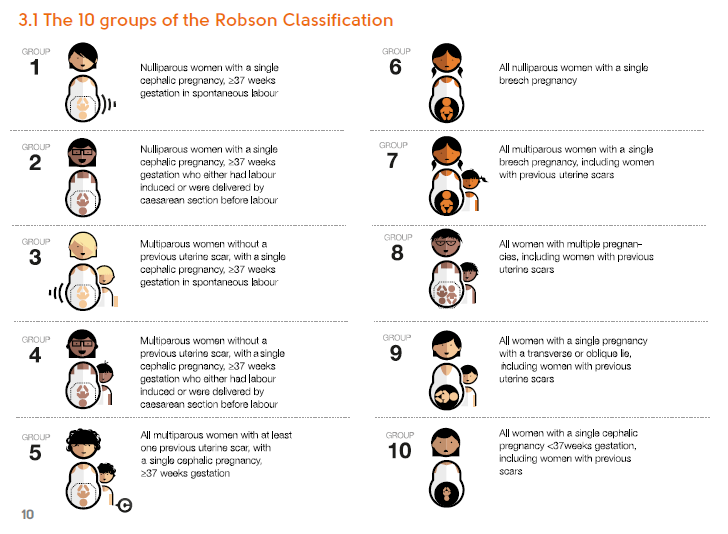 3.1 The 10 groups of the Robson Classification
GROUP
1
Nulliparous women with a single
cephalic pregnancy, ≥37 weeks
gestation in spontaneous labour
GROUP
2
Nulliparous women with a single
cephalic pregnancy, ≥37 weeks
gestation who either had labour
induced or were delivered by
caesarean section before labour
GROUP
3
Multiparous women without a
previous uterine scar, with a single
cephalic pregnancy, ≥37 weeks
gestation in spontaneous labour
GROUP
4
Multiparous women without a
previous uterine scar, with a single
cephalic pregnancy, ≥37 weeks
gestation who either had labour
induced or were delivered by
caesarean section before labour
GROUP
5
All multiparous women with at least
one previous uterine scar, with
a single cephalic pregnancy,
≥37 weeks gestation
C
GROUP
6
All nulliparous women with a single
breech pregnancy
GROUP
7
All multiparous women with a single
breech pregnancy, including women
with previous uterine scars
GROUP
8
All women with multiple pregnan-
cies, including women with previous
uterine scars
GROUP
9
All women with a single pregnancy
with a transverse or oblique lie,
including women with previous
uterine scars
GROUP
10
All women with a single cephalic
pregnancy <37weeks gestation,
including women with previous
scars
10